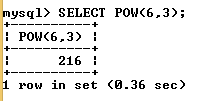 mysql> SELECT POW(6,3);
+----------+
| POW(6,3) |
+----------+
|      216 |
+----------+
1 row in set (0.36 sec)